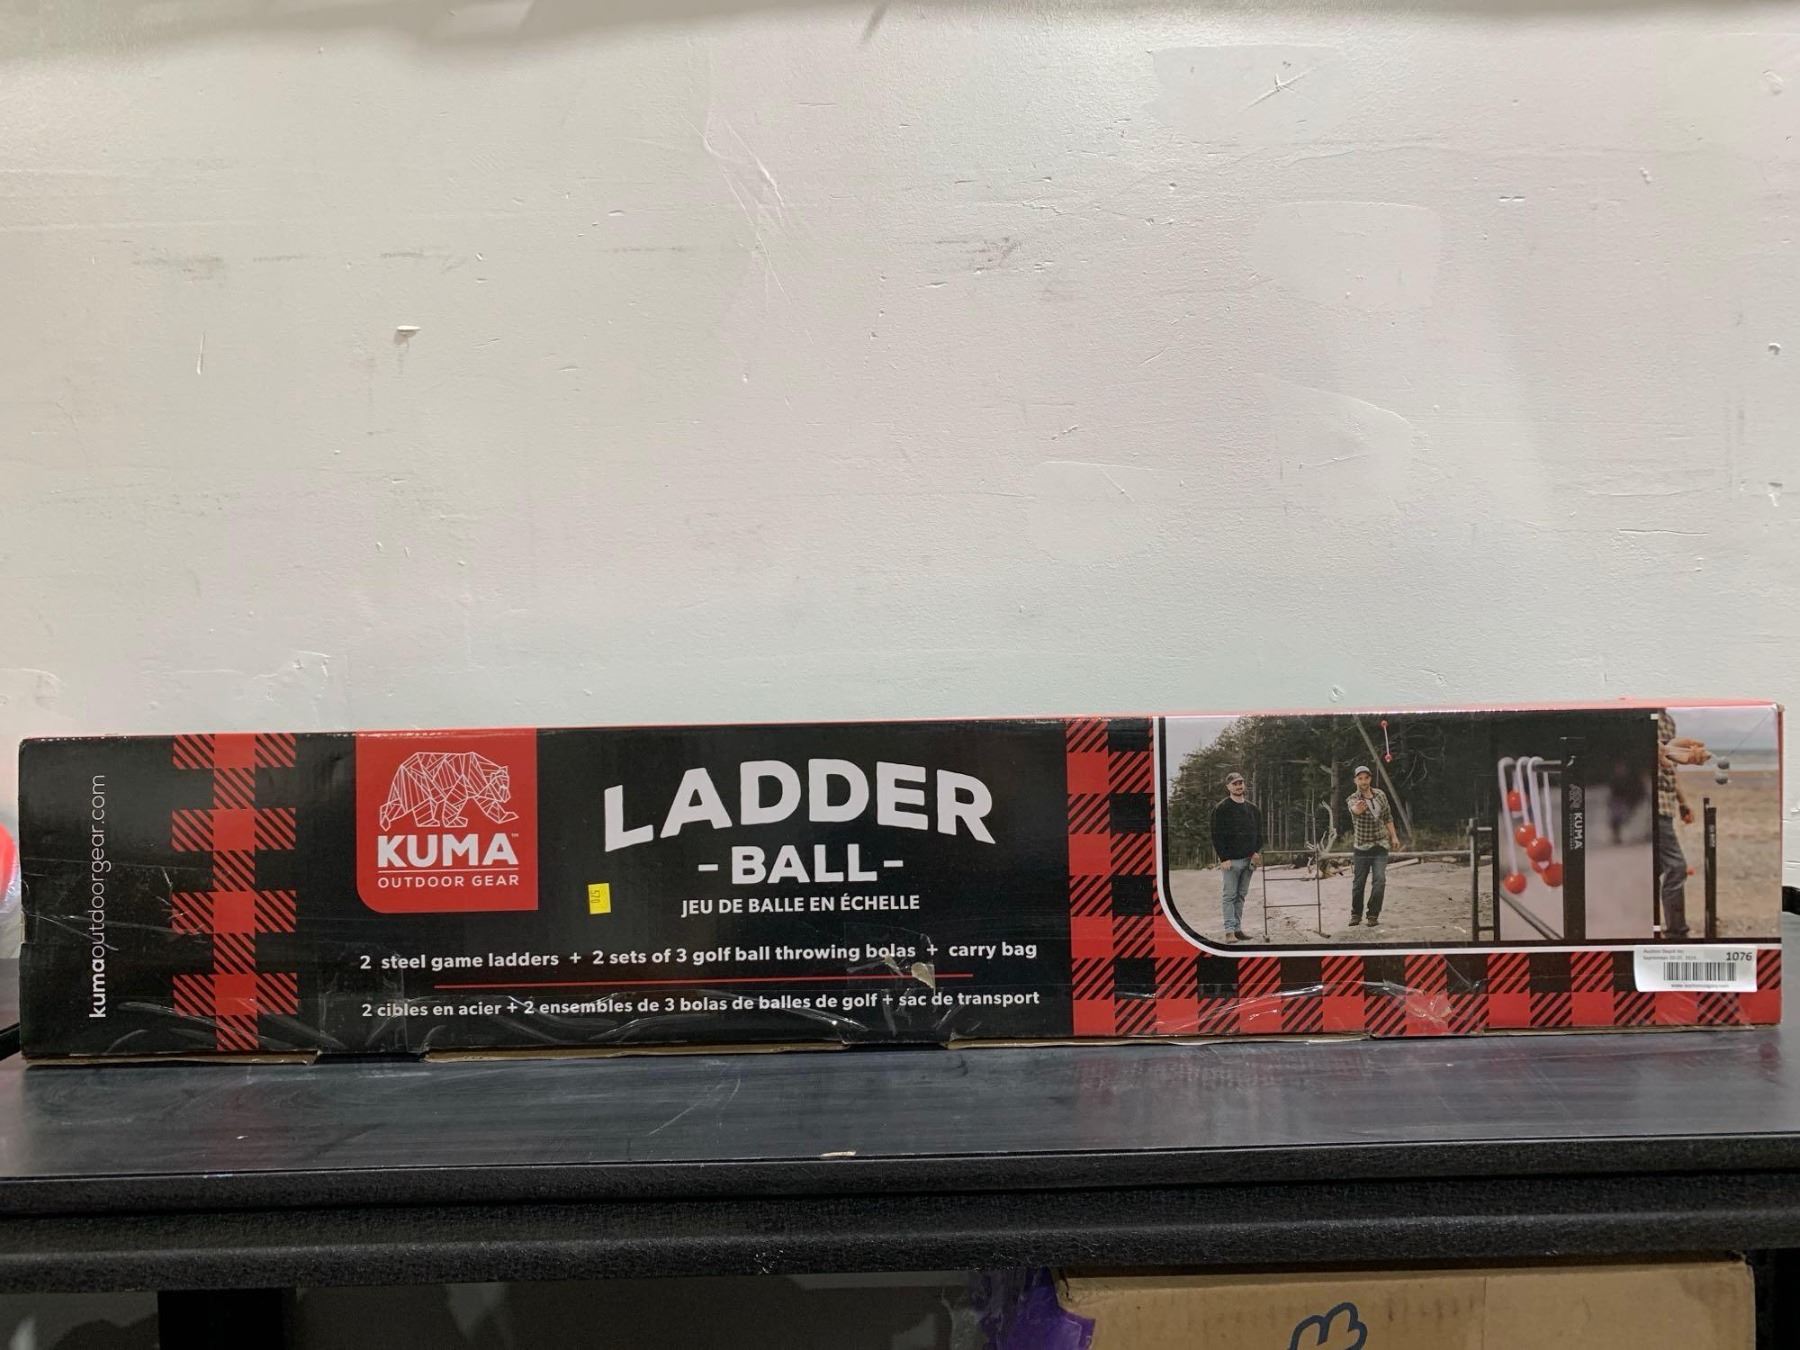 kumaoutdoorgear.com
KUMA™
OUTDOOR GEAR
LADDER
- BALL -
JEU DE BALLE EN ÉCHELLE
570
2 steel game ladders + 2 sets of 3 golf ball throwing bolas + carry bag
2 cibles en acier + 2 ensembles de 3 bolas de balles de golf + sac de transport
KUMA
1076